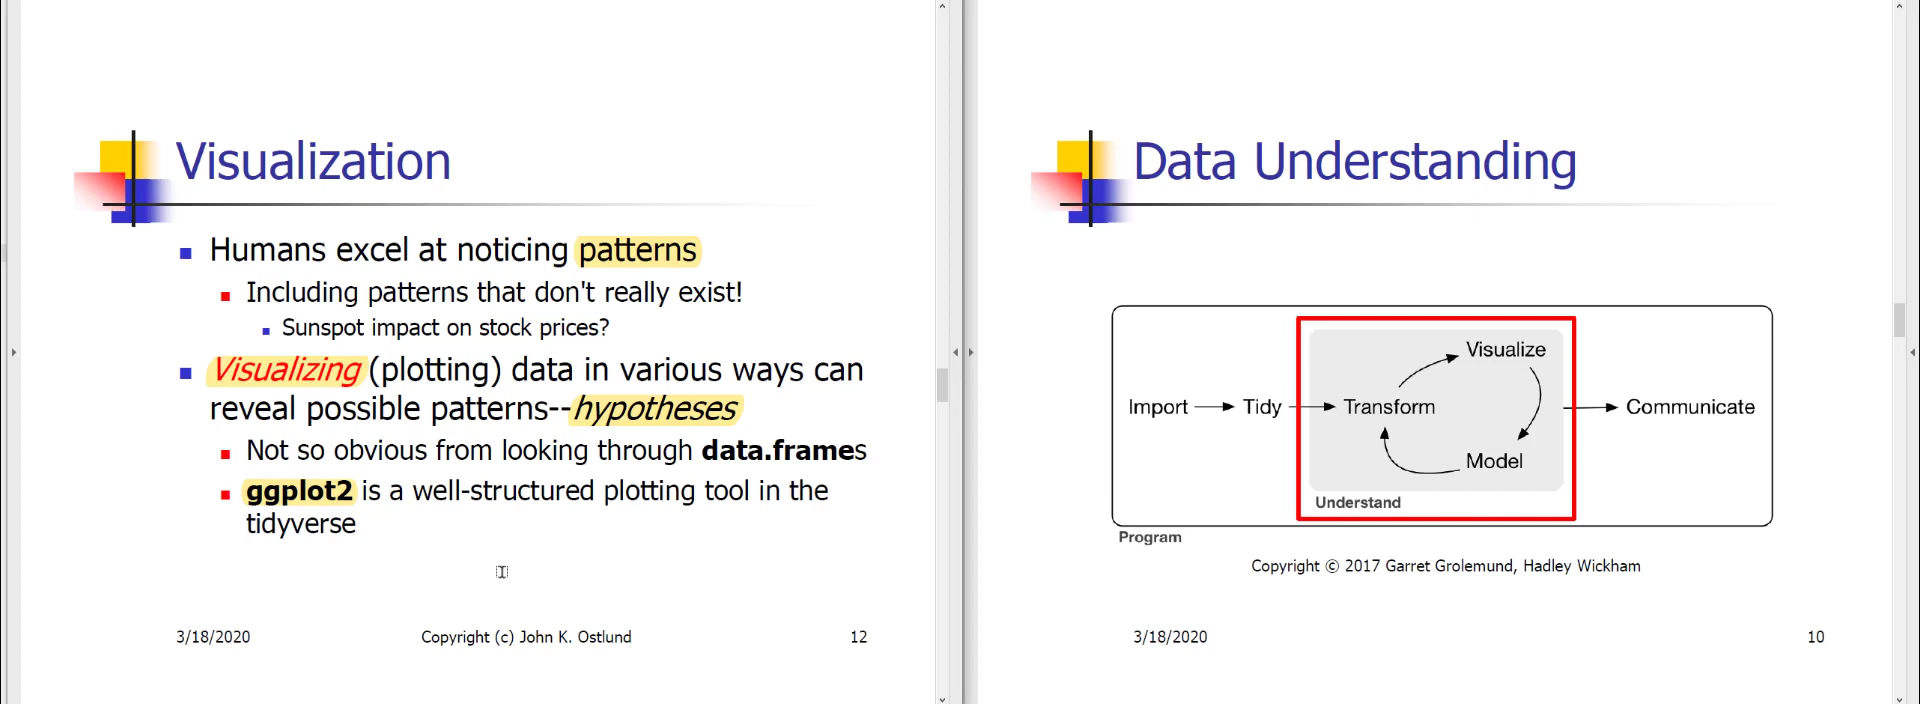 Visualization
Humans excel at noticing patterns
Including patterns that don't really exist!
Sunspot impact on stock prices?
Visualizing (plotting) data in various ways can
reveal possible patterns--hypotheses
Not so obvious from looking through data.frames
ggplot2 is a well-structured plotting tool in the
tidyverse
3/18/2020
Copyright (c) John K. Ostlund
12
Data Understanding
Import
Tidy
Transform
Visualize
Model
Understand
Communicate
Program
Copyright © 2017 Garret Grolemund, Hadley Wickham
3/18/2020
10